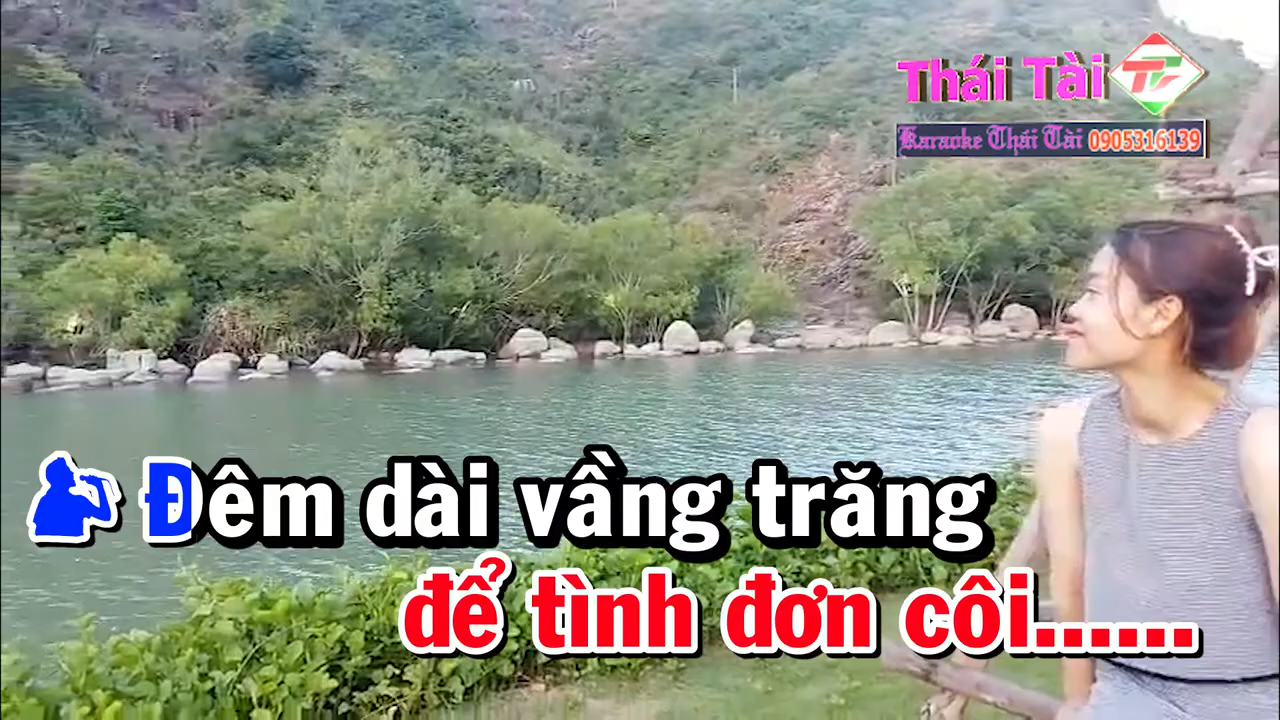 Thái Tài
Karaoke Thái Tài 0905316139
Đêm dài vầng trăng
để tình đơn côi......